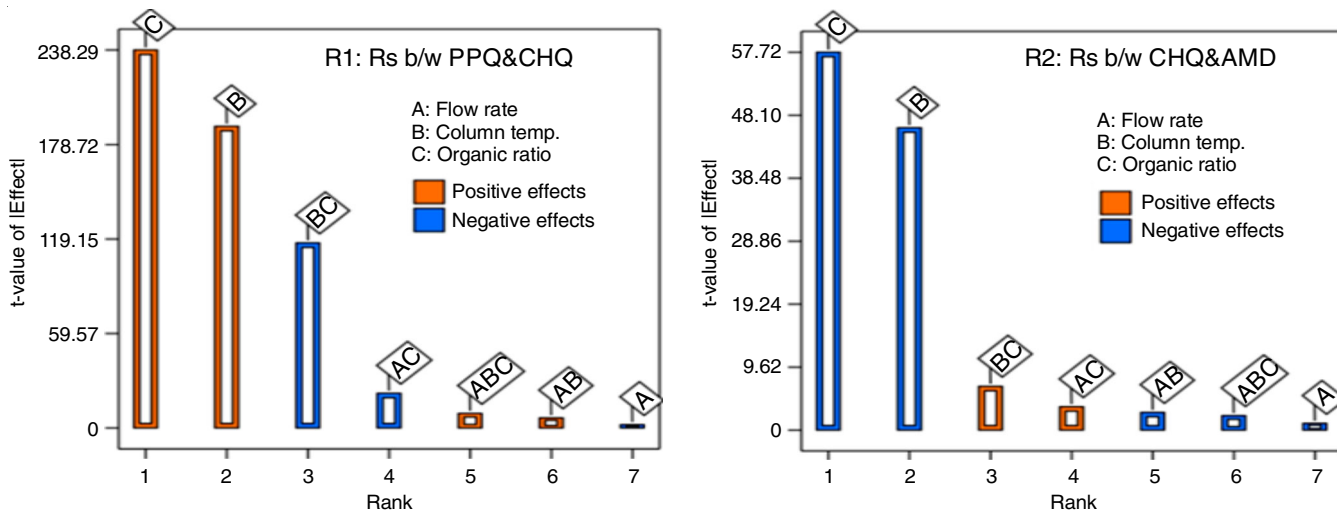 R1: Rs b/w PPQ&CHQ
A: Flow rate
B: Column temp.
C: Organic ratio
Positive effects
Negative effects
t-value of |Effect|
238.29
178.72
119.15
59.57
0
C
B
BC
AC
ABC
AB
A
1 2 3 4 5 6 7
Rank
R2: Rs b/w CHQ&AMD
A: Flow rate
B: Column temp.
C: Organic ratio
Positive effects
Negative effects
t-value of |Effect|
57.72
48.10
38.48
28.86
19.24
9.62
0
C
B
BC
AC
AB
ABC
A
1 2 3 4 5 6 7
Rank